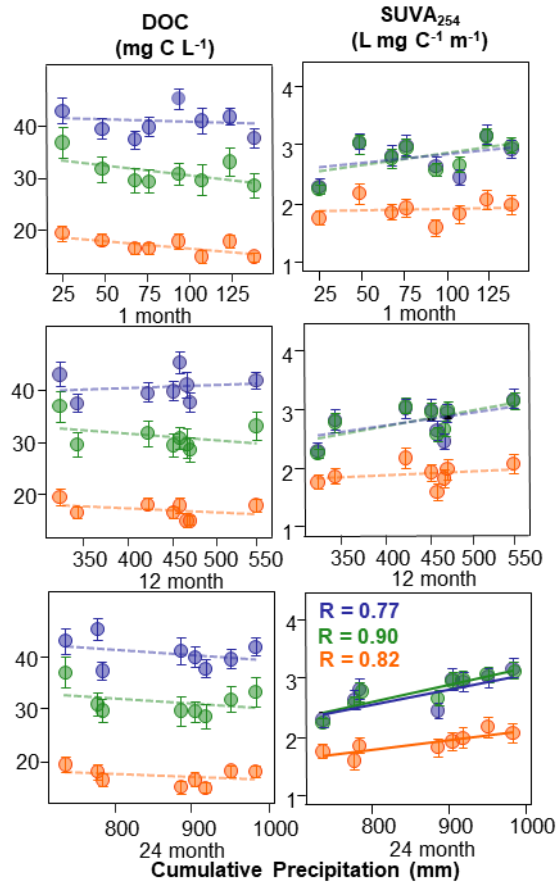 DOC
(mg C L⁻¹)
SUVA₂₅₄
(L mg C⁻¹ m⁻¹)
40
30
20
25 50 75 100 125
1 month
4
3
2
1
25 50 75 100 125
1 month
40
30
20
350 400 450 500 550
12 month
4
3
2
1
350 400 450 500 550
12 month
40
30
20
800 900 1000
24 month
R = 0.77
R = 0.90
R = 0.82
4
3
2
1
800 900 1000
24 month
Cumulative Precipitation (mm)